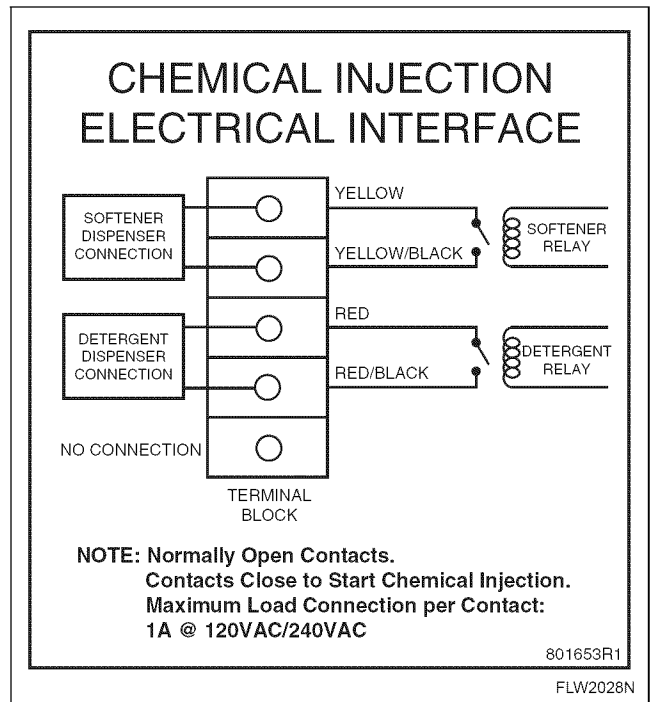 CHEMICAL INJECTION
ELECTRICAL INTERFACE
SOFTENER
DISPENSER
CONNECTION
YELLOW
YELLOW/BLACK
SOFTENER
RELAY
DETERGENT
DISPENSER
CONNECTION
RED
RED/BLACK
DETERGENT
RELAY
NO CONNECTION
TERMINAL
BLOCK
NOTE: Normally Open Contacts.
Contacts Close to Start Chemical Injection.
Maximum Load Connection per Contact:
1A @ 120VAC/240VAC
801653R1
FLW2028N